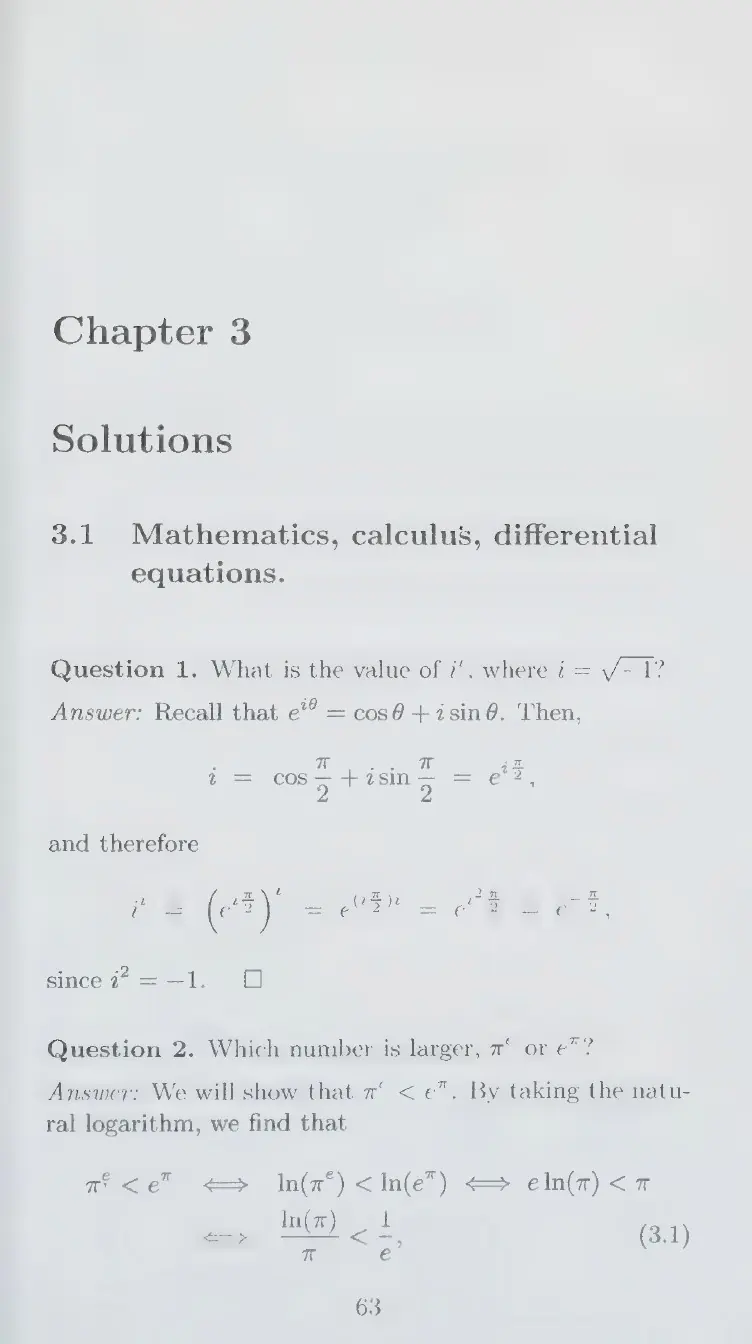 Chapter 3
Solutions
3.1 Mathematics, calculus, differential
equations.
Question 1. What is the value of i^i, where i = √-1?
Answer: Recall that e^{iθ} = cos θ + i sin θ. Then,
i = cos π/2 + i sin π/2 = e^{i π/2},
and therefore
i^i = (e^{i π/2})^i = e^{(i π/2)i} = e^{i^2 π/2} = e^{-π/2},
since i^2 = -1. □
Question 2. Which number is larger, π^e or e^π?
Answer: We will show that π^e < e^π. By taking the natu-
ral logarithm, we find that
π^e < e^π ⟺ ln(π^e) < ln(e^π) ⟺ e ln(π) < π
⟺ ln(π)/π < 1/e, (3.1)
63